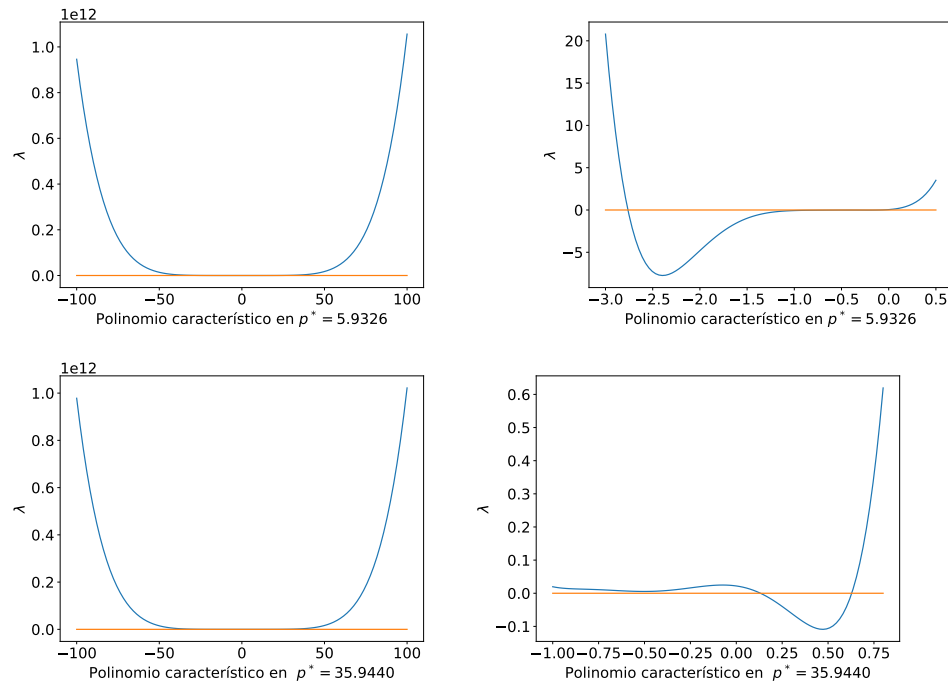 1e12
1.0
0.8
0.6
0.4
0.2
0.0
λ
−100 −50 0 50 100
Polinomio característico en p* = 5.9326
20
15
10
5
0
−5
λ
−3.0 −2.5 −2.0 −1.5 −1.0 −0.5 0.0 0.5
Polinomio característico en p* = 5.9326
1e12
1.0
0.8
0.6
0.4
0.2
0.0
λ
−100 −50 0 50 100
Polinomio característico en p* = 35.9440
0.6
0.5
0.4
0.3
0.2
0.1
0.0
−0.1
λ
−1.00 −0.75 −0.50 −0.25 0.00 0.25 0.50 0.75
Polinomio característico en p* = 35.9440